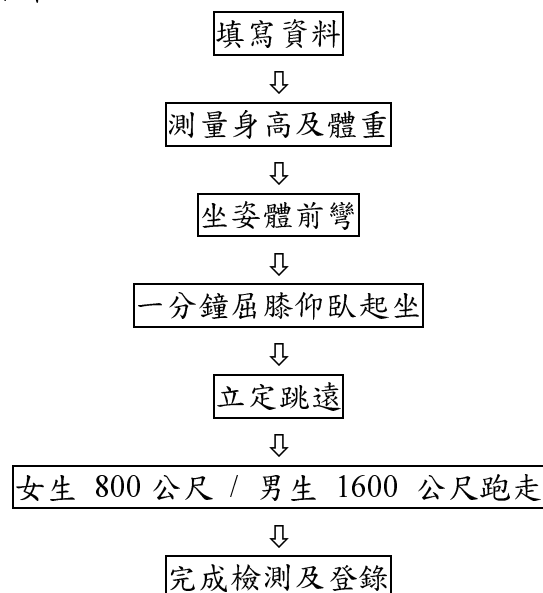 填寫資料
⇩
測量身高及體重
⇩
坐姿體前彎
⇩
一分鐘屈膝仰臥起坐
⇩
立定跳遠
⇩
女生 800 公尺 / 男生 1600 公尺跑走
⇩
完成檢測及登錄